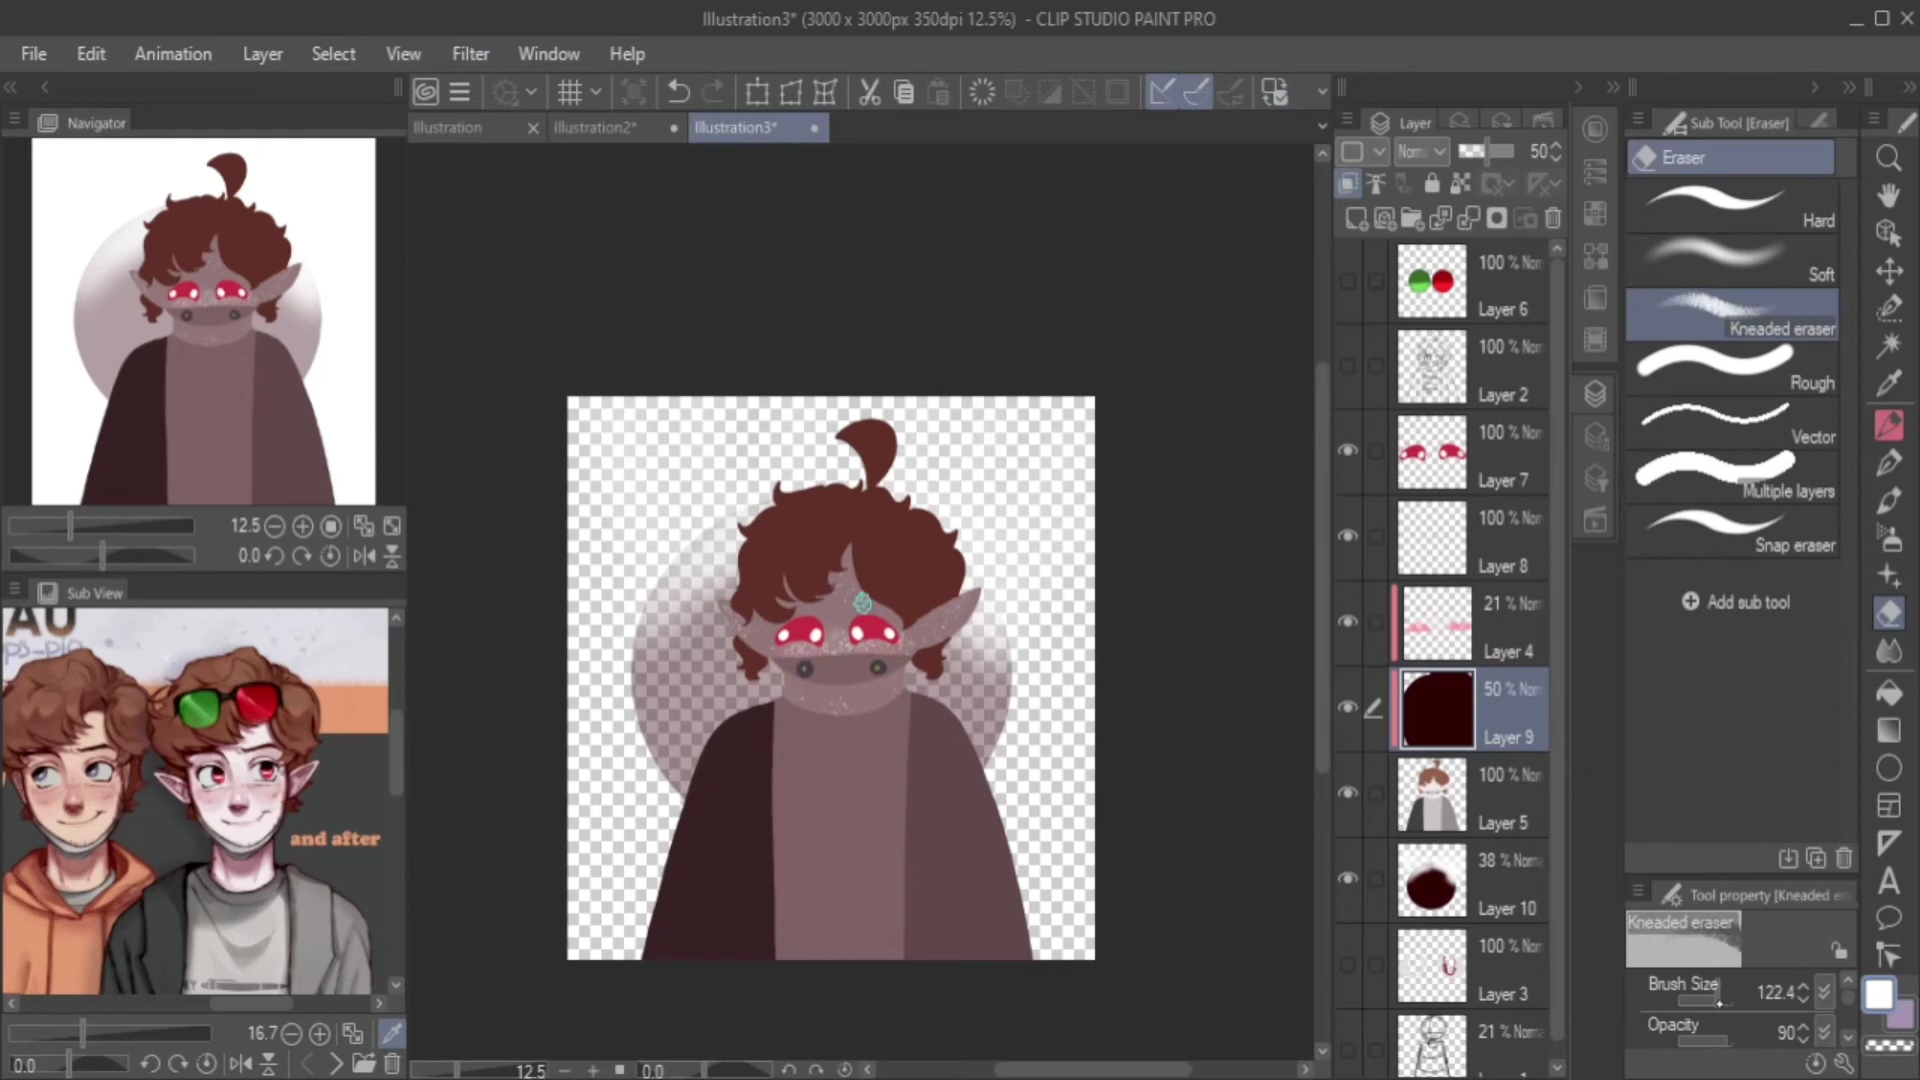 Illustration3* (3000 x 3000px 350dpi 12.5%) - CLIP STUDIO PAINT PRO
File Edit Animation Layer Select View Filter Window Help
Navigator
Illustration
Illustration2*
Illustration3*
12.5
0.0
Sub View
AU
and after
16.7
0.0
12.5
0.0
Layer
Norm
50
100 % Nor
Layer 6
100 % Nor
Layer 2
100 % Nor
Layer 7
100 % Nor
Layer 8
21 % Nor
Layer 4
50 % Nor
Layer 9
100 % Nor
Layer 5
38 % Norm
Layer 10
100 % Nor
Layer 3
21 % Norma
Sub Tool [Eraser]
Eraser
Hard
Soft
Kneaded eraser
Rough
Vector
Multiple layers
Snap eraser
Add sub tool
Tool property [Kneaded e
Kneaded eraser
Brush Size 122.4
Opacity 90
A